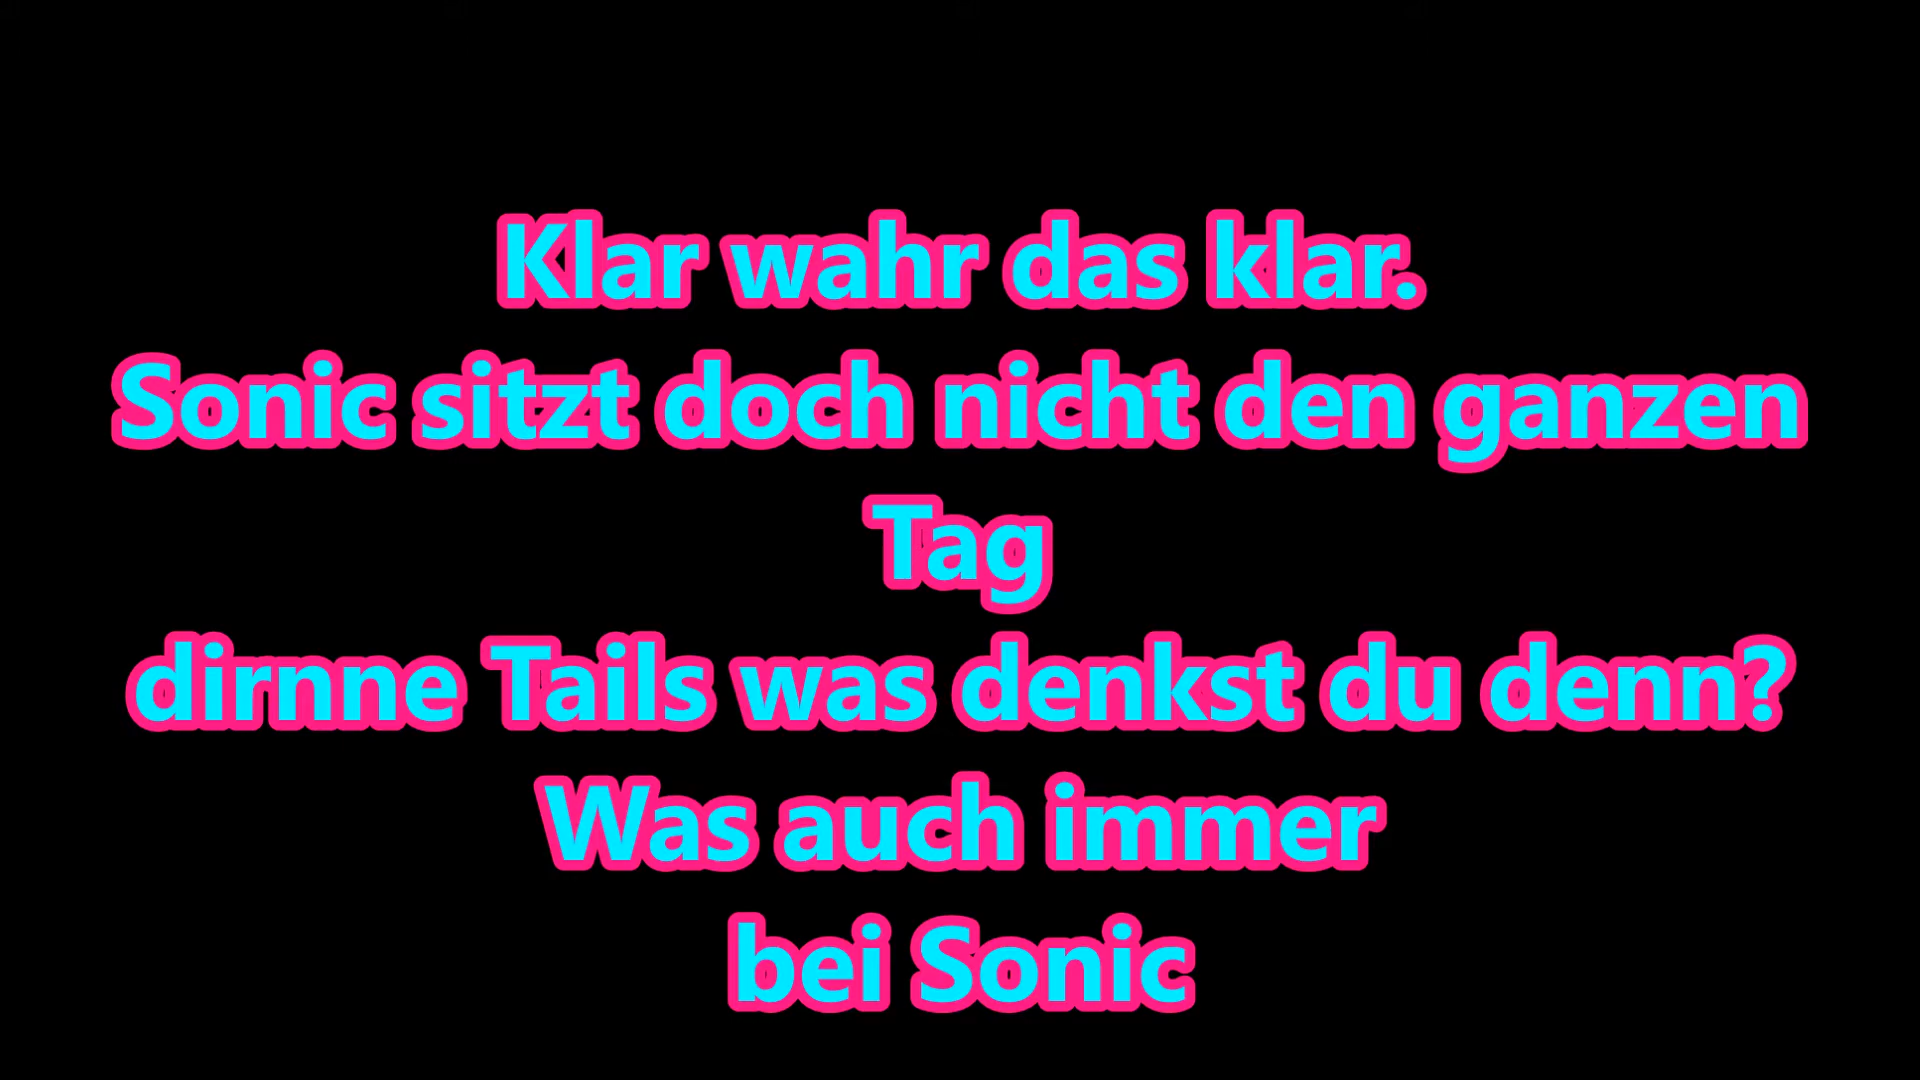 Klar wahr das klar.
Sonic sitzt doch nicht den ganzen
Tag
dirnne Tails was denkst du denn?
Was auch immer
bei Sonic